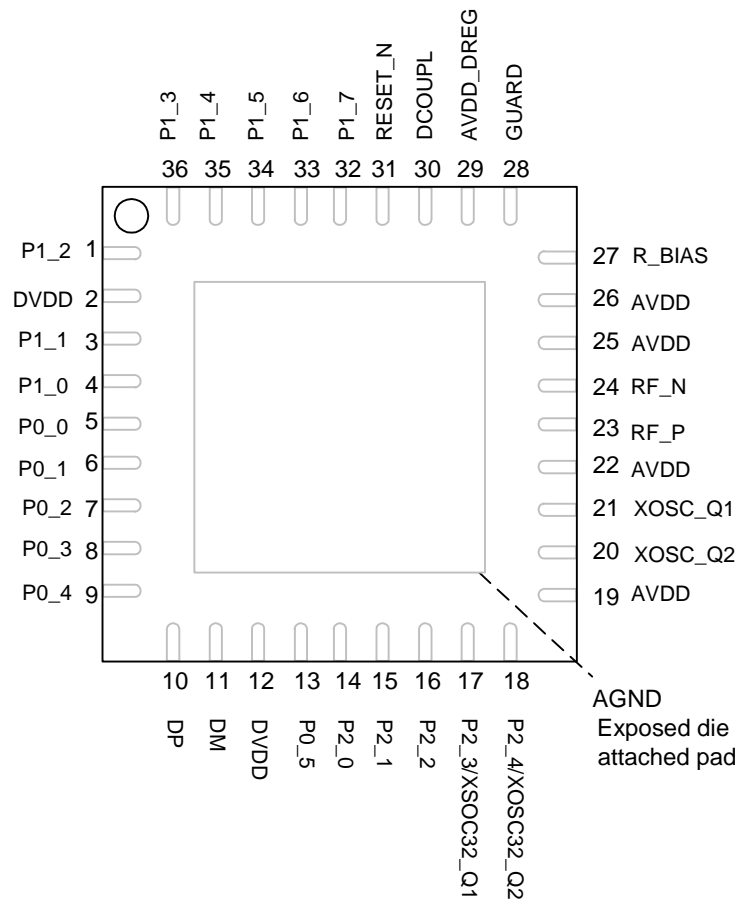 P1_3
P1_4
P1_5
P1_6
P1_7
RESET_N
DCOUPL
AVDD_DREG
GUARD
36 35 34 33 32 31 30 29 28
P1_2 1
DVDD 2
P1_1 3
P1_0 4
P0_0 5
P0_1 6
P0_2 7
P0_3 8
P0_4 9
27 R_BIAS
26 AVDD
25 AVDD
24 RF_N
23 RF_P
22 AVDD
21 XOSC_Q1
20 XOSC_Q2
19 AVDD
10 11 12 13 14 15 16 17 18
DP
DM
DVDD
P0_5
P2_0
P2_1
P2_2
P2_3/XSOC32_Q1
P2_4/XOSC32_Q2
AGND
Exposed die
attached pad